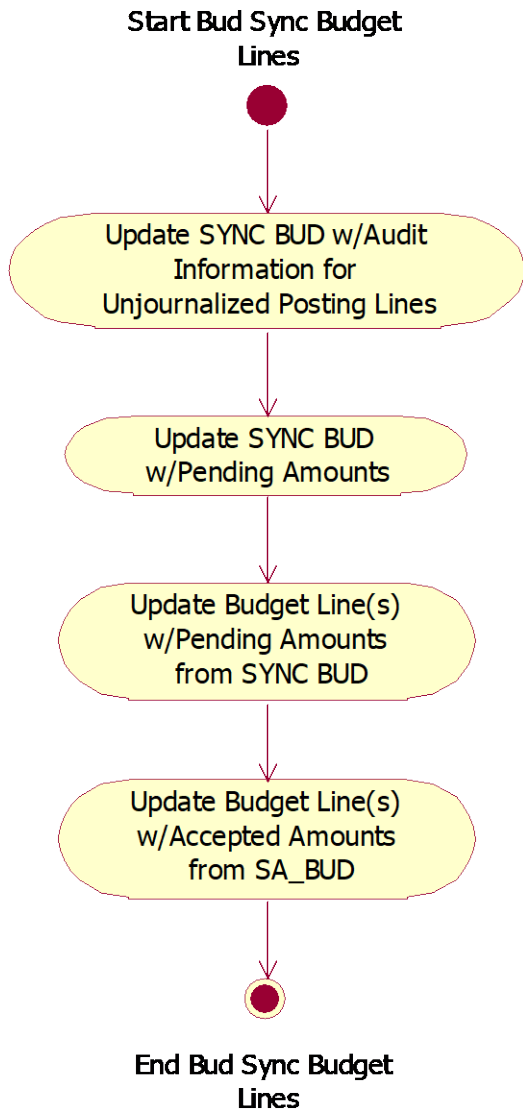 Start Bud Sync Budget
Lines
Update SYNC BUD w/Audit
Information for
Unjournalized Posting Lines
Update SYNC BUD
w/Pending Amounts
Update Budget Line(s)
w/Pending Amounts
from SYNC BUD
Update Budget Line(s)
w/Accepted Amounts
from SA_BUD
End Bud Sync Budget
Lines